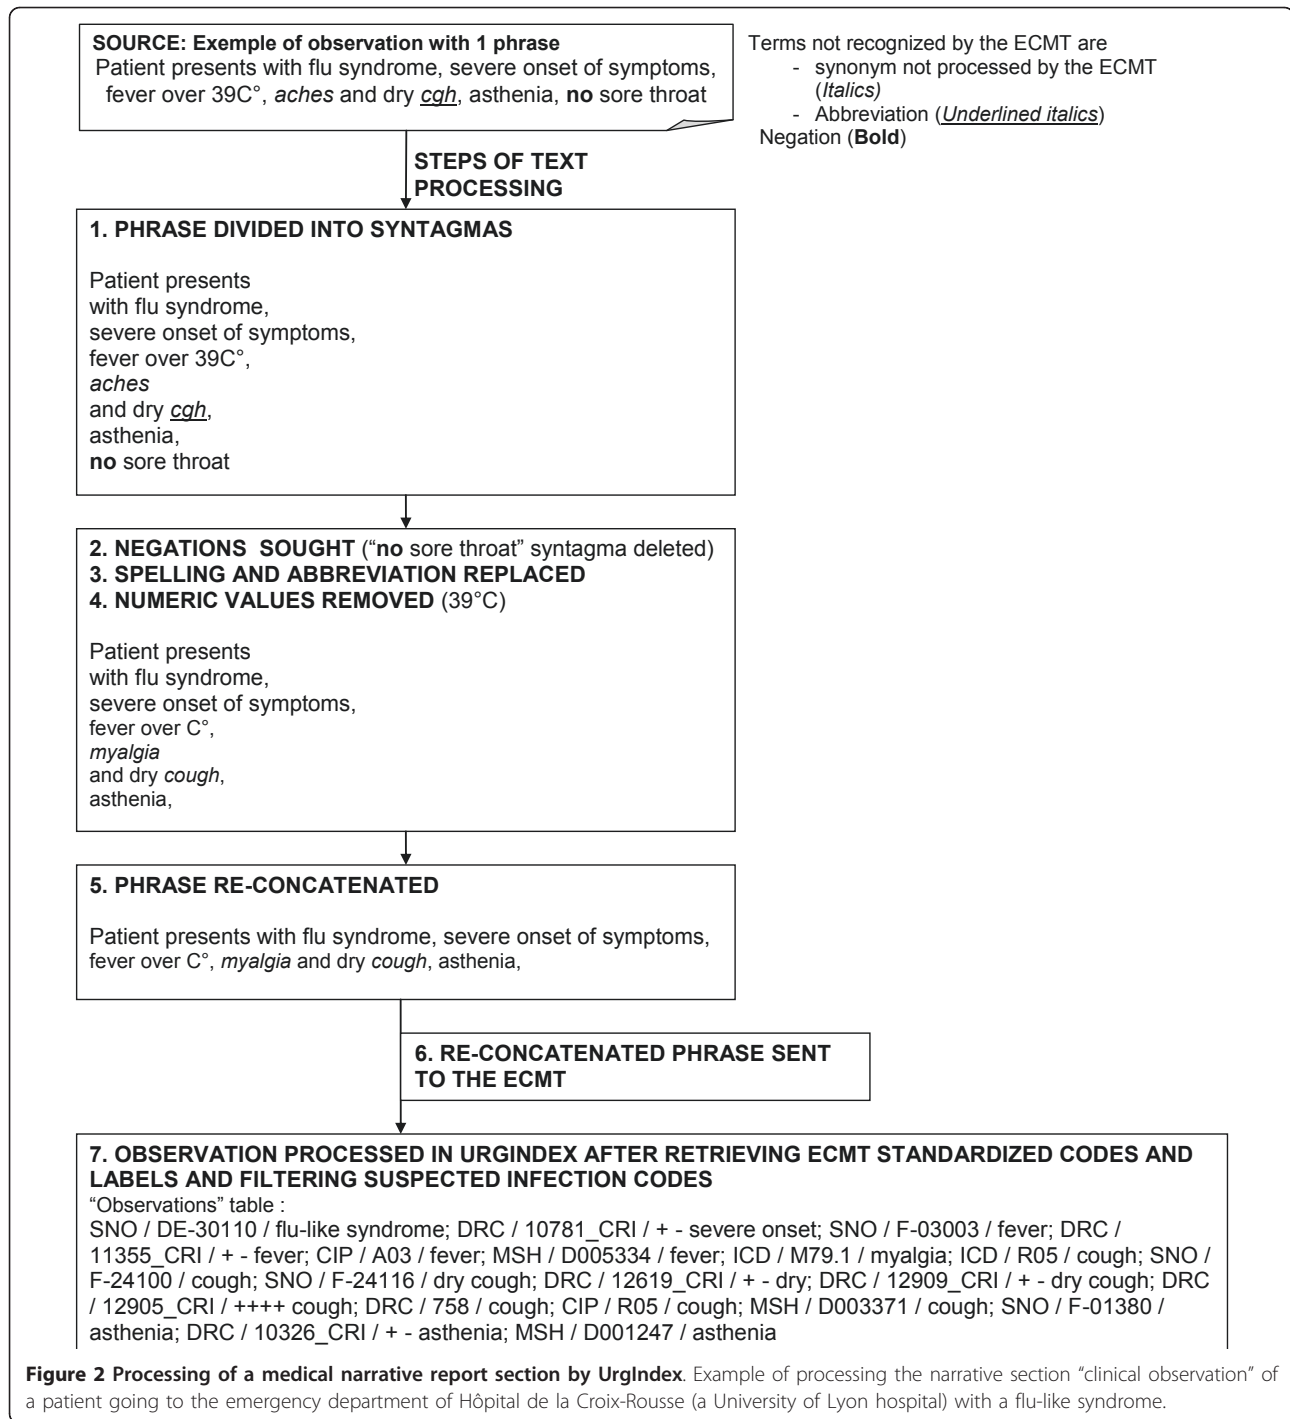 SOURCE: Exemple of observation with 1 phrase
Patient presents with flu syndrome, severe onset of symptoms,
fever over 39C°, aches and dry cgh, asthenia, no sore throat
Terms not recognized by the ECMT are
- synonym not processed by the ECMT
(Italics)
- Abbreviation (Underlined italics)
Negation (Bold)
STEPS OF TEXT
PROCESSING
1. PHRASE DIVIDED INTO SYNTAGMAS
Patient presents
with flu syndrome,
severe onset of symptoms,
fever over 39C°,
aches
and dry cgh,
asthenia,
no sore throat
2. NEGATIONS SOUGHT (“no sore throat” syntagma deleted)
3. SPELLING AND ABBREVIATION REPLACED
4. NUMERIC VALUES REMOVED (39°C)
Patient presents
with flu syndrome,
severe onset of symptoms,
fever over C°,
myalgia
and dry cough,
asthenia,
5. PHRASE RE-CONCATENATED
Patient presents with flu syndrome, severe onset of symptoms,
fever over C°, myalgia and dry cough, asthenia,
6. RE-CONCATENATED PHRASE SENT
TO THE ECMT
7. OBSERVATION PROCESSED IN URGINDEX AFTER RETRIEVING ECMT STANDARDIZED CODES AND
LABELS AND FILTERING SUSPECTED INFECTION CODES
“Observations” table :
SNO / DE-30110 / flu-like syndrome; DRC / 10781_CRI / + - severe onset; SNO / F-03003 / fever; DRC /
11355_CRI / + - fever; CIP / A03 / fever; MSH / D005334 / fever; ICD / M79.1 / myalgia; ICD / R05 / cough; SNO /
F-24100 / cough; SNO / F-24116 / dry cough; DRC / 12619_CRI / + - dry; DRC / 12909_CRI / + - dry cough; DRC
/ 12905_CRI / ++++ cough; DRC / 758 / cough; CIP / R05 / cough; MSH / D003371 / cough; SNO / F-01380 /
asthenia; DRC / 10326_CRI / + - asthenia; MSH / D001247 / asthenia
Figure 2 Processing of a medical narrative report section by UrgIndex. Example of processing the narrative section “clinical observation” of
a patient going to the emergency department of Hôpital de la Croix-Rousse (a University of Lyon hospital) with a flu-like syndrome.